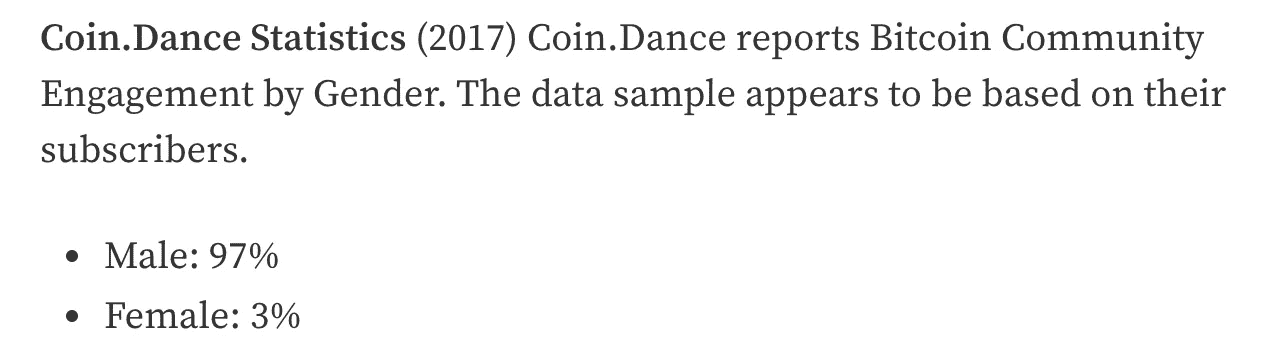 Coin.Dance Statistics (2017) Coin.Dance reports Bitcoin Community
Engagement by Gender. The data sample appears to be based on their
subscribers.
• Male: 97%
• Female: 3%